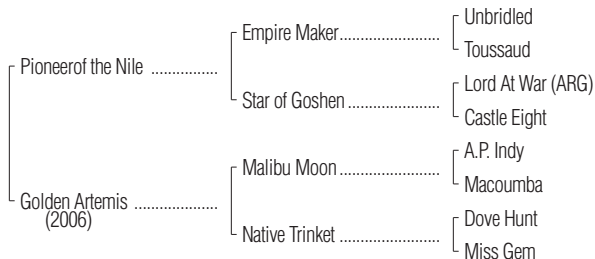 Unbridled
Empire Maker......................
Toussaud
Pioneerof the Nile ...............
Lord At War (ARG)
Star of Goshen.....................
Castle Eight
A.P. Indy
Malibu Moon.......................
Macoumba
Golden Artemis ..................
(2006)
Dove Hunt
Native Trinket ......................
Miss Gem